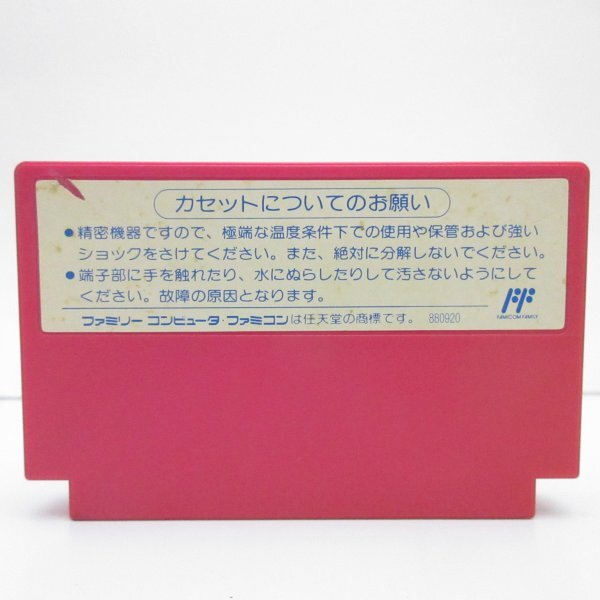 カセットについてのお願い
●精密機器ですので、極端な温度条件下での使用や保管および強い
ショックをさけてください。また、絶対に分解しないでください。
●端子部に手を触れたり、水にぬらしたりして汚さないようにして
ください。故障の原因となります。
ファミリーコンピュータ・ファミコンは任天堂の商標です。 880920
FAMICOM FAMILY